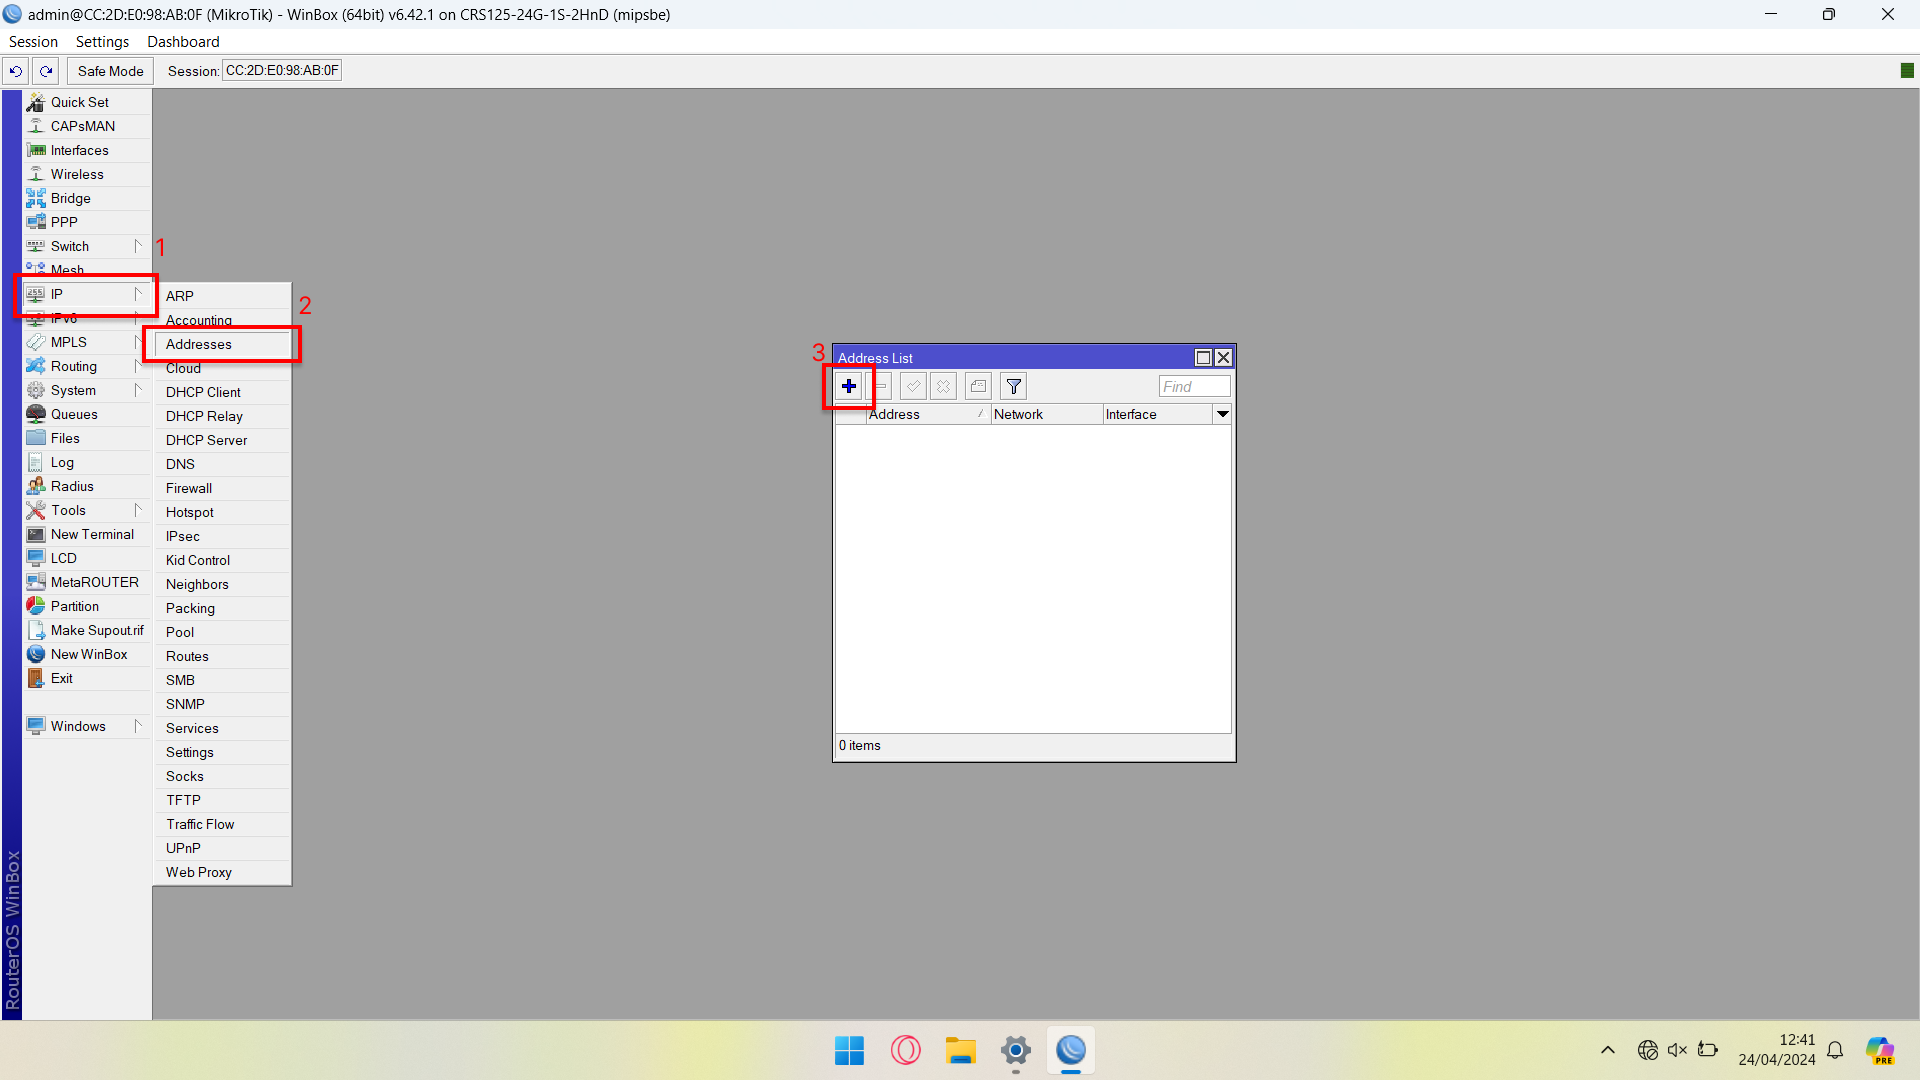 admin@CC:2D:E0:98:AB:0F (MikroTik) - WinBox (64bit) v6.42.1 on CRS125-24G-1S-2HnD (mipsbe)
Session Settings Dashboard
Safe Mode Session: CC:2D:E0:98:AB:0F
Quick Set
CAPsMAN
Interfaces
Wireless
Bridge
PPP
Switch
Mesh
IP
IPv6
MPLS
Routing
System
Queues
Files
Log
Radius
Tools
New Terminal
LCD
MetaROUTER
Partition
Make Supout.rif
New WinBox
Exit
Windows
RouterOS WinBox
1
2
ARP
Accounting
Addresses
Cloud
DHCP Client
DHCP Relay
DHCP Server
DNS
Firewall
Hotspot
IPsec
Kid Control
Neighbors
Packing
Pool
Routes
SMB
SNMP
Services
Settings
Socks
TFTP
Traffic Flow
UPnP
Web Proxy
3
Address List
Find
Address Network Interface
0 items
12:41
24/04/2024
PRE